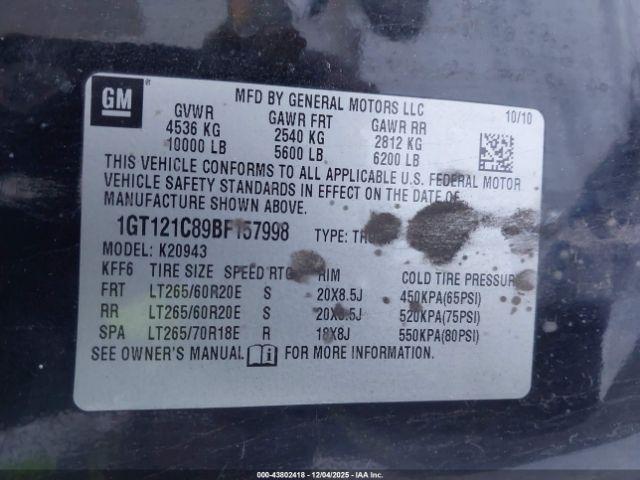 GM
MFD BY GENERAL MOTORS LLC 10/10
GVWR GAWR FRT GAWR RR
4536 KG 2540 KG 2812 KG
10000 LB 5600 LB 6200 LB
THIS VEHICLE CONFORMS TO ALL APPLICABLE U.S. FEDERAL MOTOR
VEHICLE SAFETY STANDARDS IN EFFECT ON THE DATE OF
MANUFACTURE SHOWN ABOVE.
1GT121C89BF157998 TYPE:
MODEL: K20943
KFF6 TIRE SIZE SPEED RTG RIM COLD TIRE PRESSURE
FRT LT265/60R20E S 20X8.5J 450KPA(65PSI)
RR LT265/60R20E S 20X8.5J 520KPA(75PSI)
SPA LT265/70R18E R 18X8J 550KPA(80PSI)
SEE OWNER'S MANUAL FOR MORE INFORMATION.
000-43802418 - 12/04/2025 - IAA Inc.